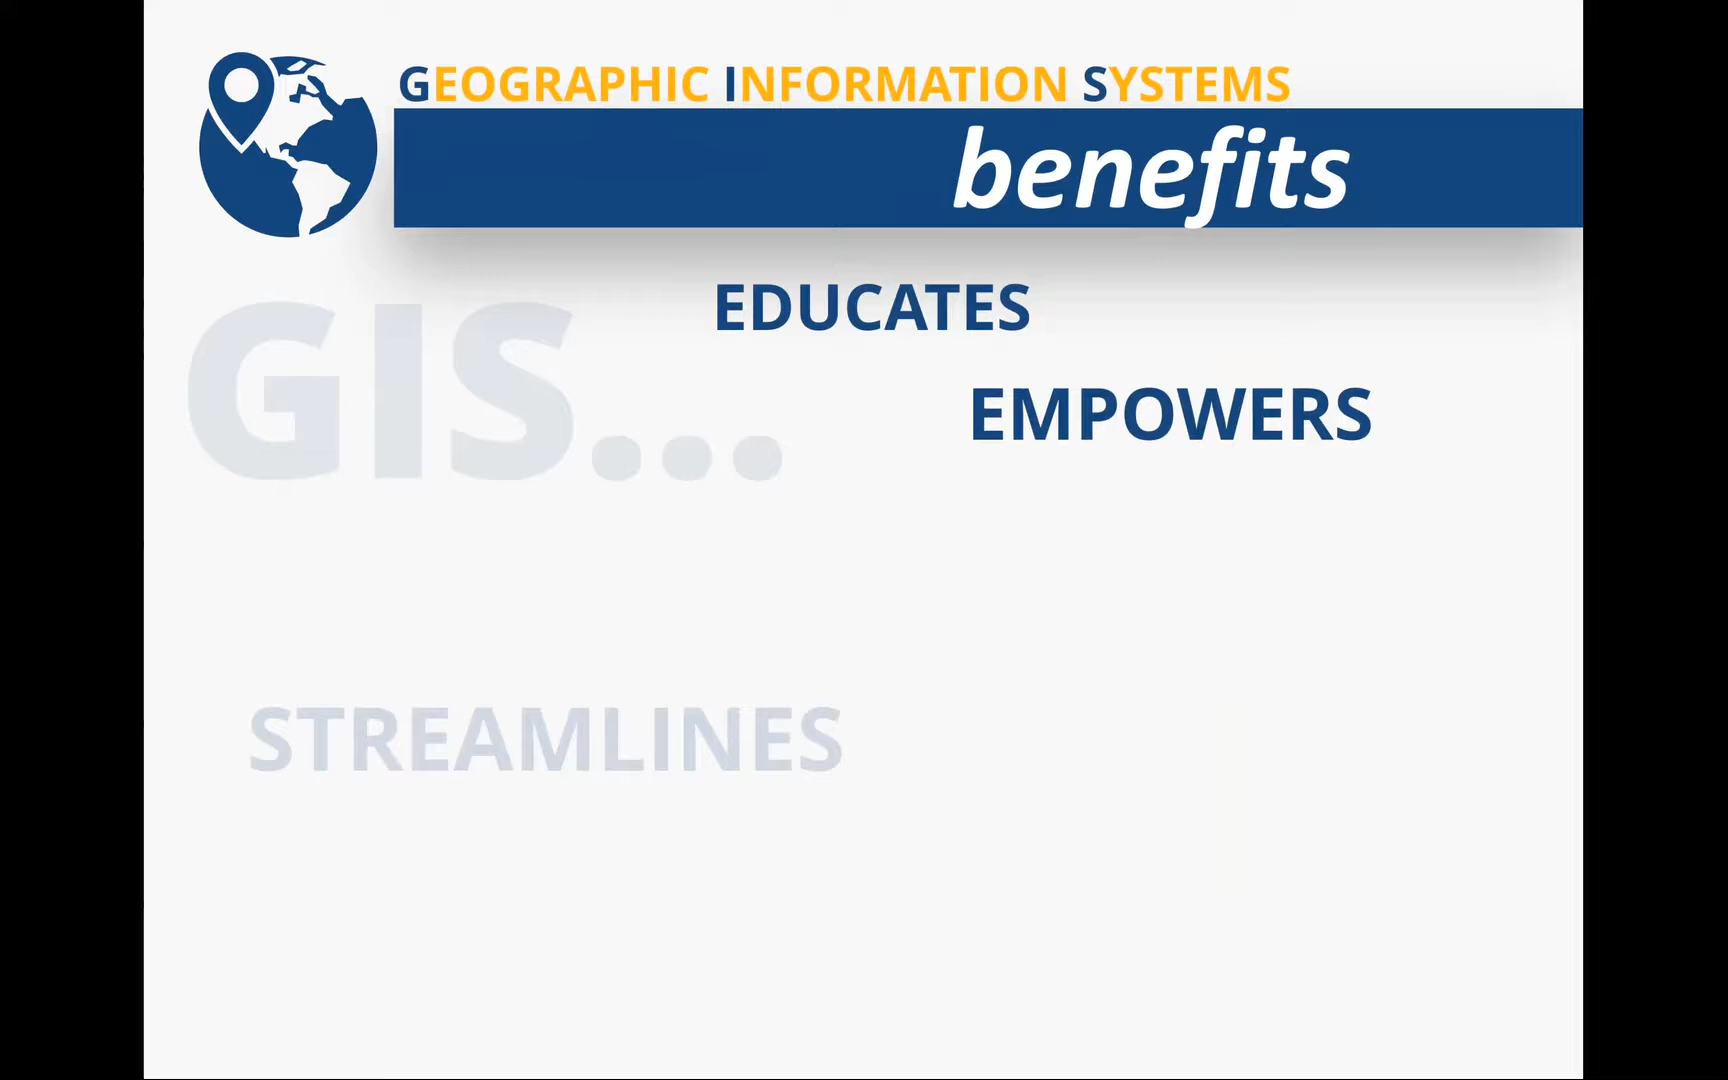 GEOGRAPHIC INFORMATION SYSTEMS
benefits
GIS...
EDUCATES
EMPOWERS
STREAMLINES